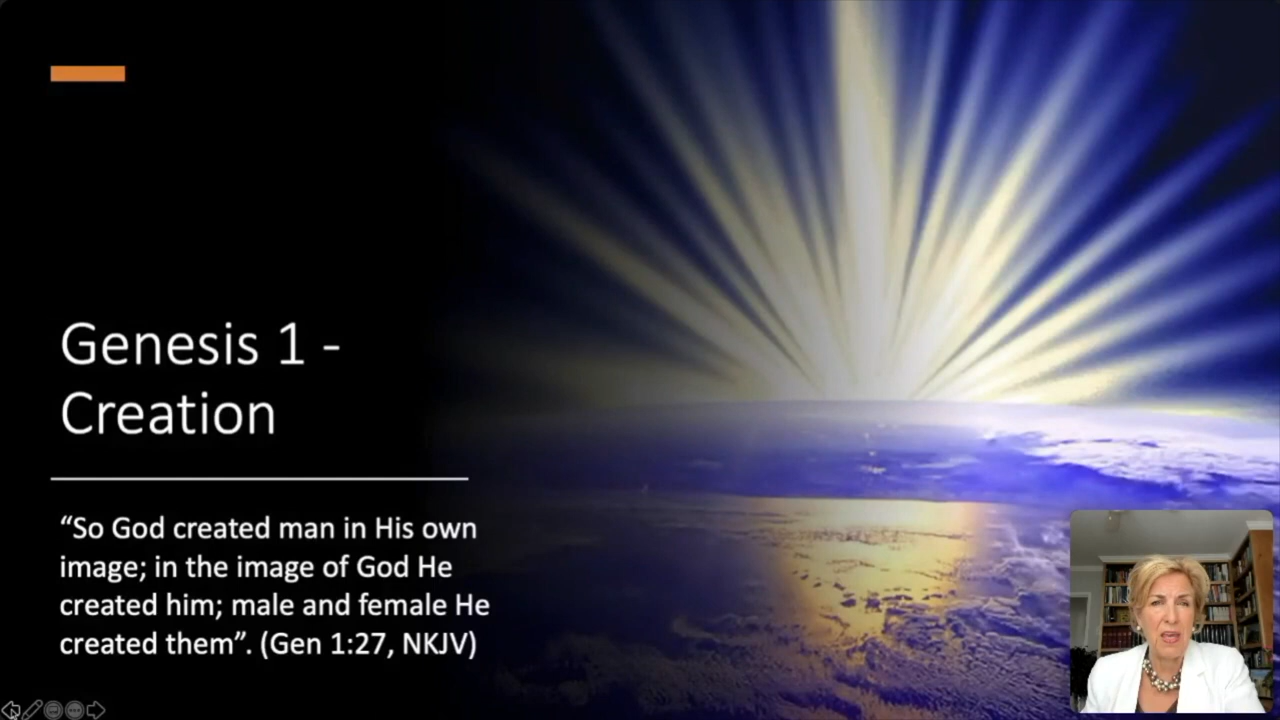 Genesis 1 -
Creation
“So God created man in His own
image; in the image of God He
created him; male and female He
created them”. (Gen 1:27, NKJV)